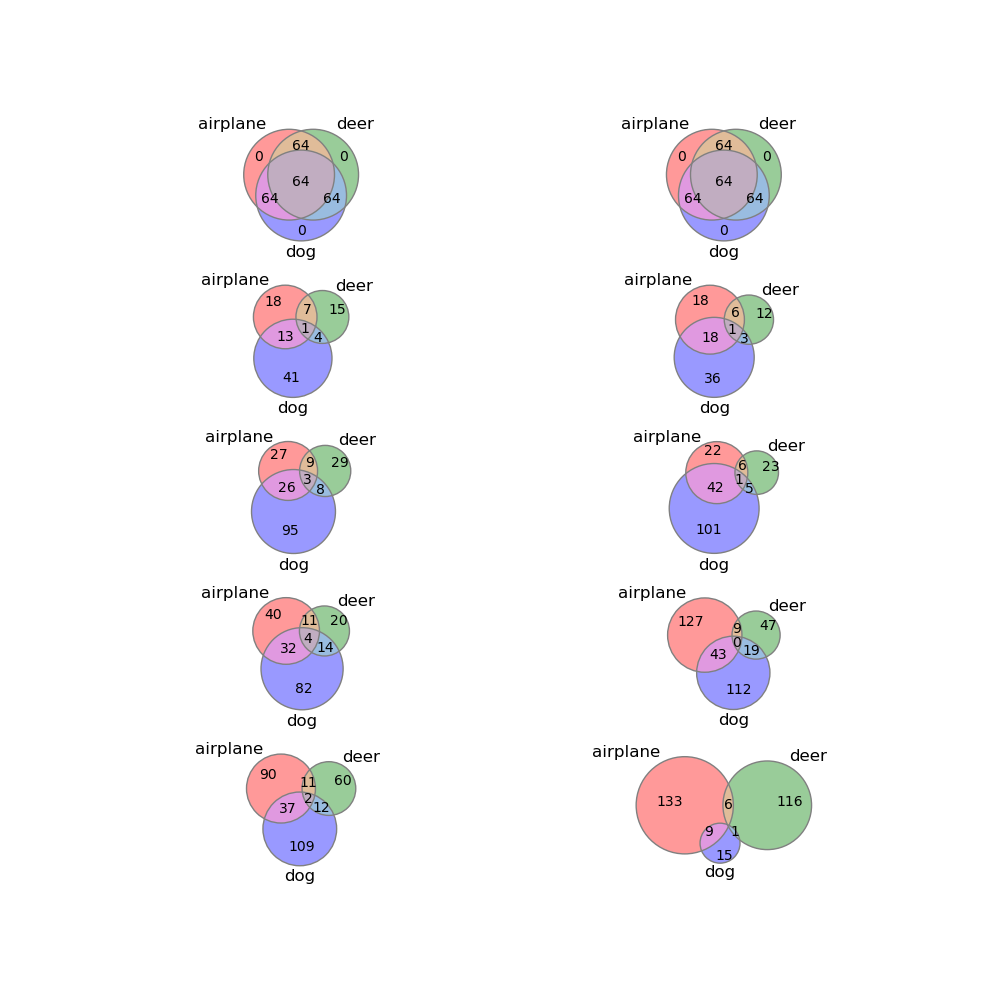 airplane deer airplane deer
64 64
0 0 0 0
64 64
64 64 64 64
0 0
dog dog
airplane deer airplane deer
18 7 15 18 6 12
1 1
13 4 18 3
41 36
dog dog
airplane deer airplane deer
27 9 29 22 6 23
3 1
26 8 42 5
95 101
dog dog
airplane deer airplane deer
40 11 20 127 9 47
4 0
32 14 43 19
82 112
dog dog
airplane deer airplane deer
90 11 60 133 6 116
2
37 12 9 1
109 15
dog dog